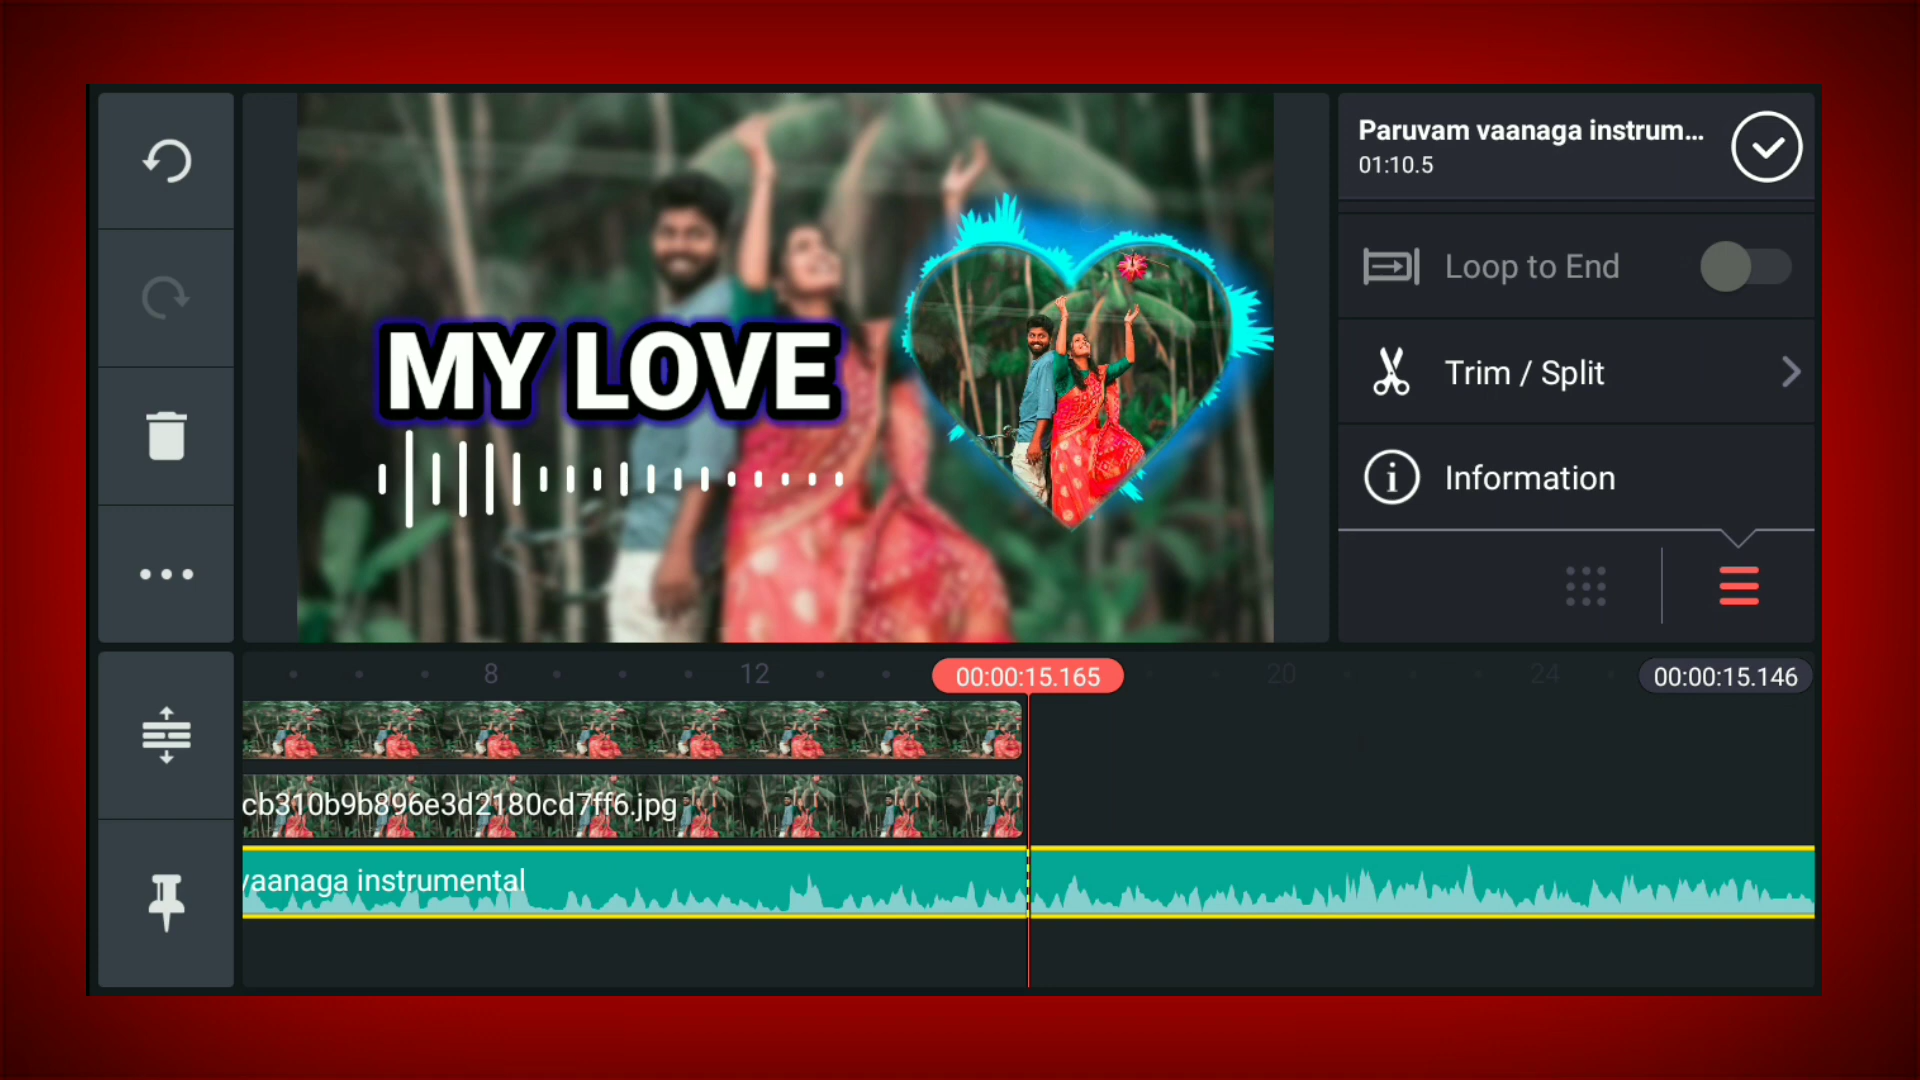 Paruvam vaanaga instrum...
01:10.5
Loop to End
Trim / Split
Information
MY LOVE
8 12 00:00:15.165 20 24 00:00:15.146
cb310b9b896e3d2180cd7ff6.jpg
vaanaga instrumental